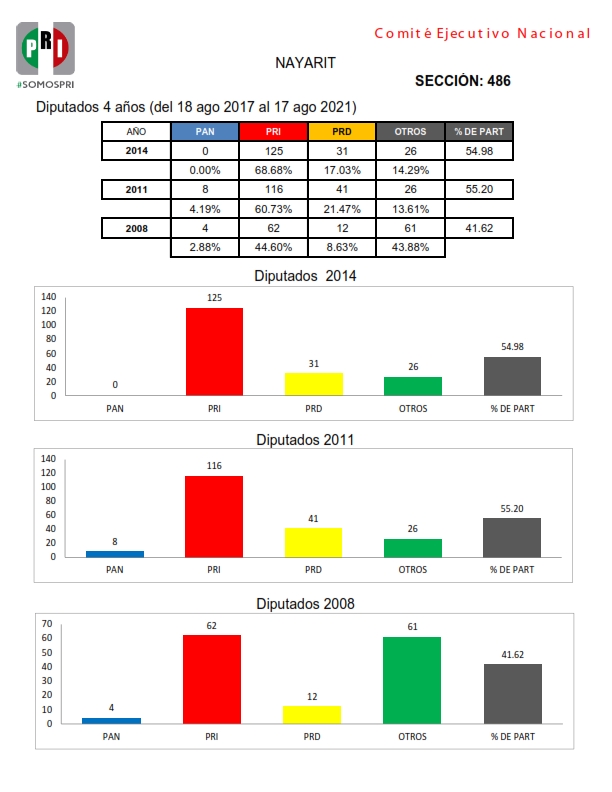 Comité Ejecutivo Nacional
PRI
#SOMOSPRI
NAYARIT
SECCIÓN: 486
Diputados 4 años (del 18 ago 2017 al 17 ago 2021)
AÑO PAN PRI PRD OTROS % DE PART
2014 0 125 31 26 54.98
0.00% 68.68% 17.03% 14.29%
2011 8 116 41 26 55.20
4.19% 60.73% 21.47% 13.61%
2008 4 62 12 61 41.62
2.88% 44.60% 8.63% 43.88%
Diputados 2014
140
120
100
80
60
40
20
0
0 125 31 26 54.98
PAN PRI PRD OTROS % DE PART
Diputados 2011
140
120
100
80
60
40
20
0
8 116 41 26 55.20
PAN PRI PRD OTROS % DE PART
Diputados 2008
70
60
50
40
30
20
10
0
4 62 12 61 41.62
PAN PRI PRD OTROS % DE PART